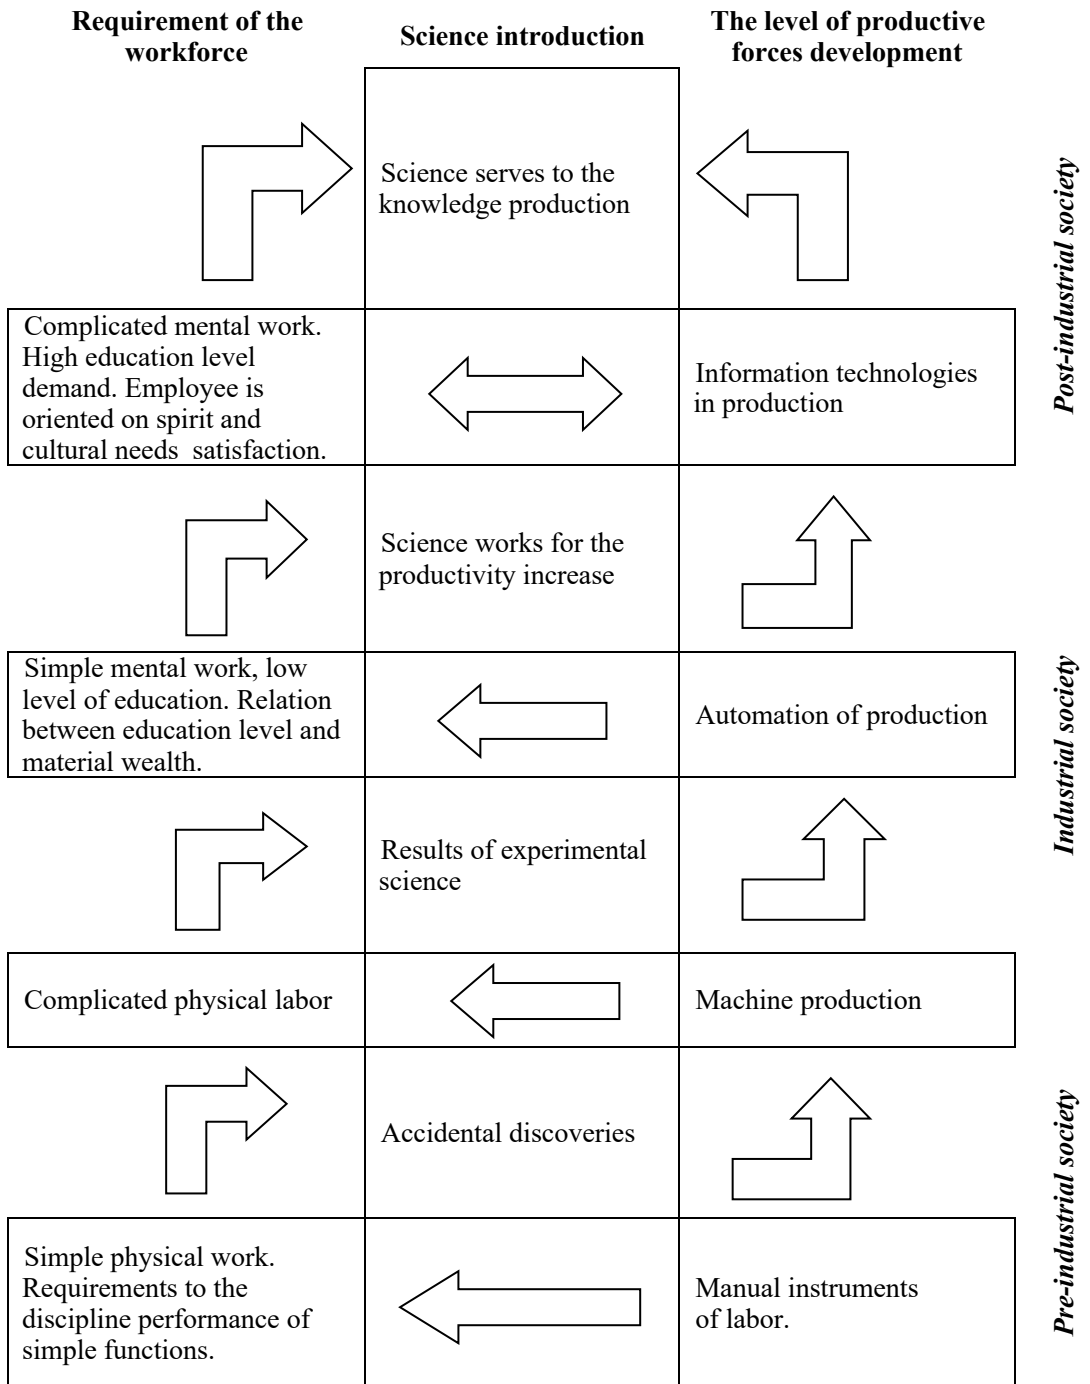 Requirement of the
workforce
Science introduction
The level of productive
forces development
Science serves to the
knowledge production
Post-industrial society
Complicated mental work.
High education level
demand. Employee is
oriented on spirit and
cultural needs  satisfaction.
Information technologies
in production
Science works for the
productivity increase
Simple mental work, low
level of education. Relation
between education level and
material wealth.
Automation of production
Industrial society
Results of experimental
science
Complicated physical labor
Machine production
Accidental discoveries
Pre-industrial society
Simple physical work.
Requirements to the
discipline performance of
simple functions.
Manual instruments
of labor.